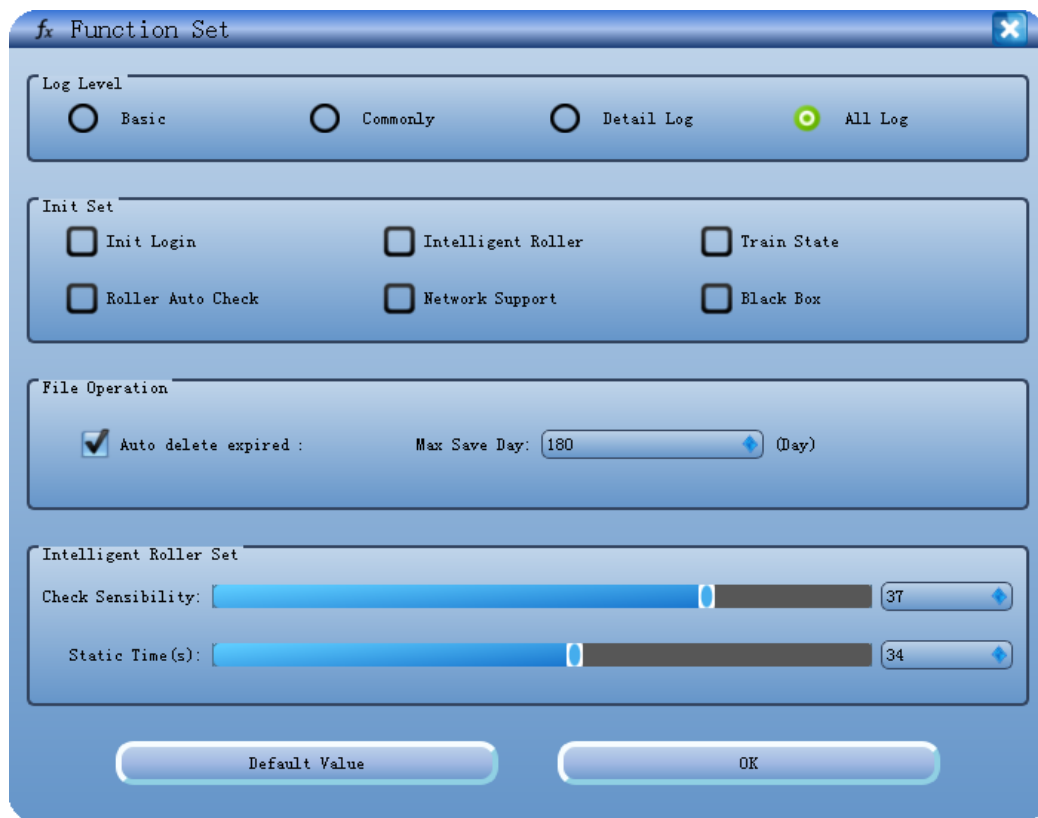 fx Function Set
Log Level
Basic Commonly Detail Log All Log
Init Set
Init Login Intelligent Roller Train State
Roller Auto Check Network Support Black Box
File Operation
Auto delete expired : Max Save Day: 180 (Day)
Intelligent Roller Set
Check Sensibility: 37
Static Time(s): 34
Default Value OK